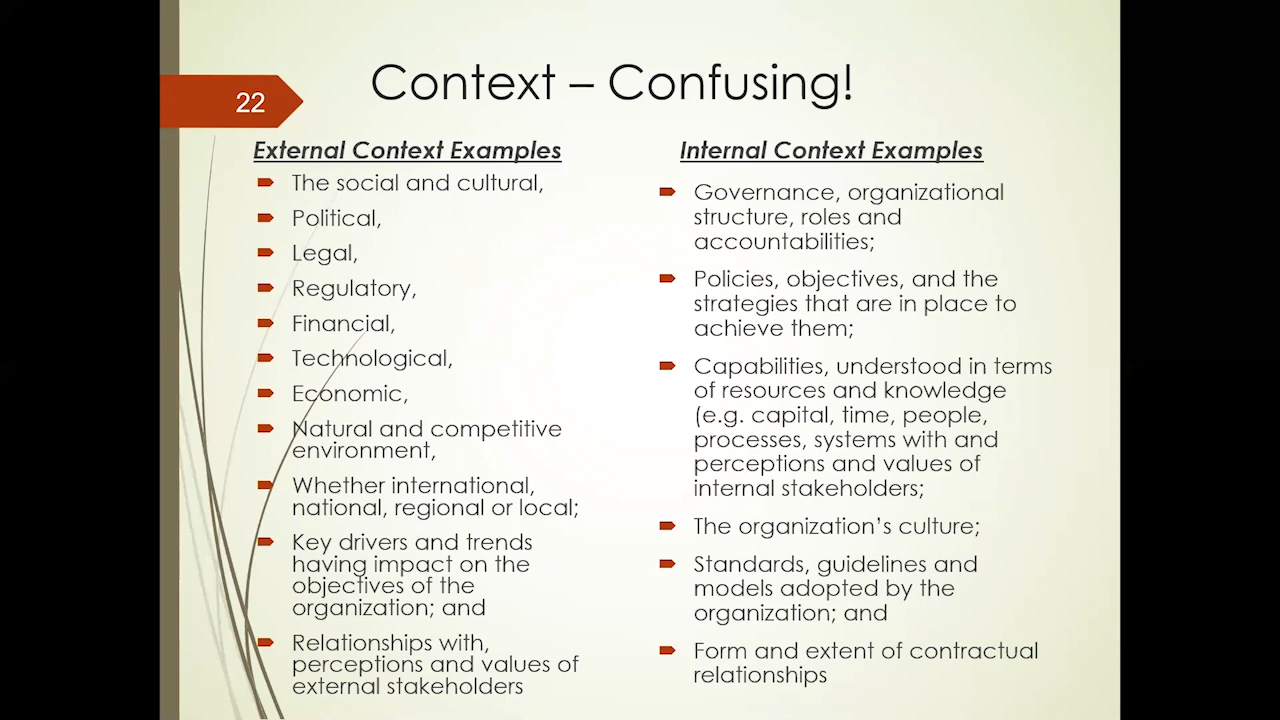 22
Context – Confusing!
External Context Examples
The social and cultural,
Political,
Legal,
Regulatory,
Financial,
Technological,
Economic,
Natural and competitive
environment,
Whether international,
national, regional or local;
Key drivers and trends
having impact on the
objectives of the
organization; and
Relationships with,
perceptions and values of
external stakeholders
Internal Context Examples
Governance, organizational
structure, roles and
accountabilities;
Policies, objectives, and the
strategies that are in place to
achieve them;
Capabilities, understood in terms
of resources and knowledge
(e.g. capital, time, people,
processes, systems with and
perceptions and values of
internal stakeholders;
The organization’s culture;
Standards, guidelines and
models adopted by the
organization; and
Form and extent of contractual
relationships